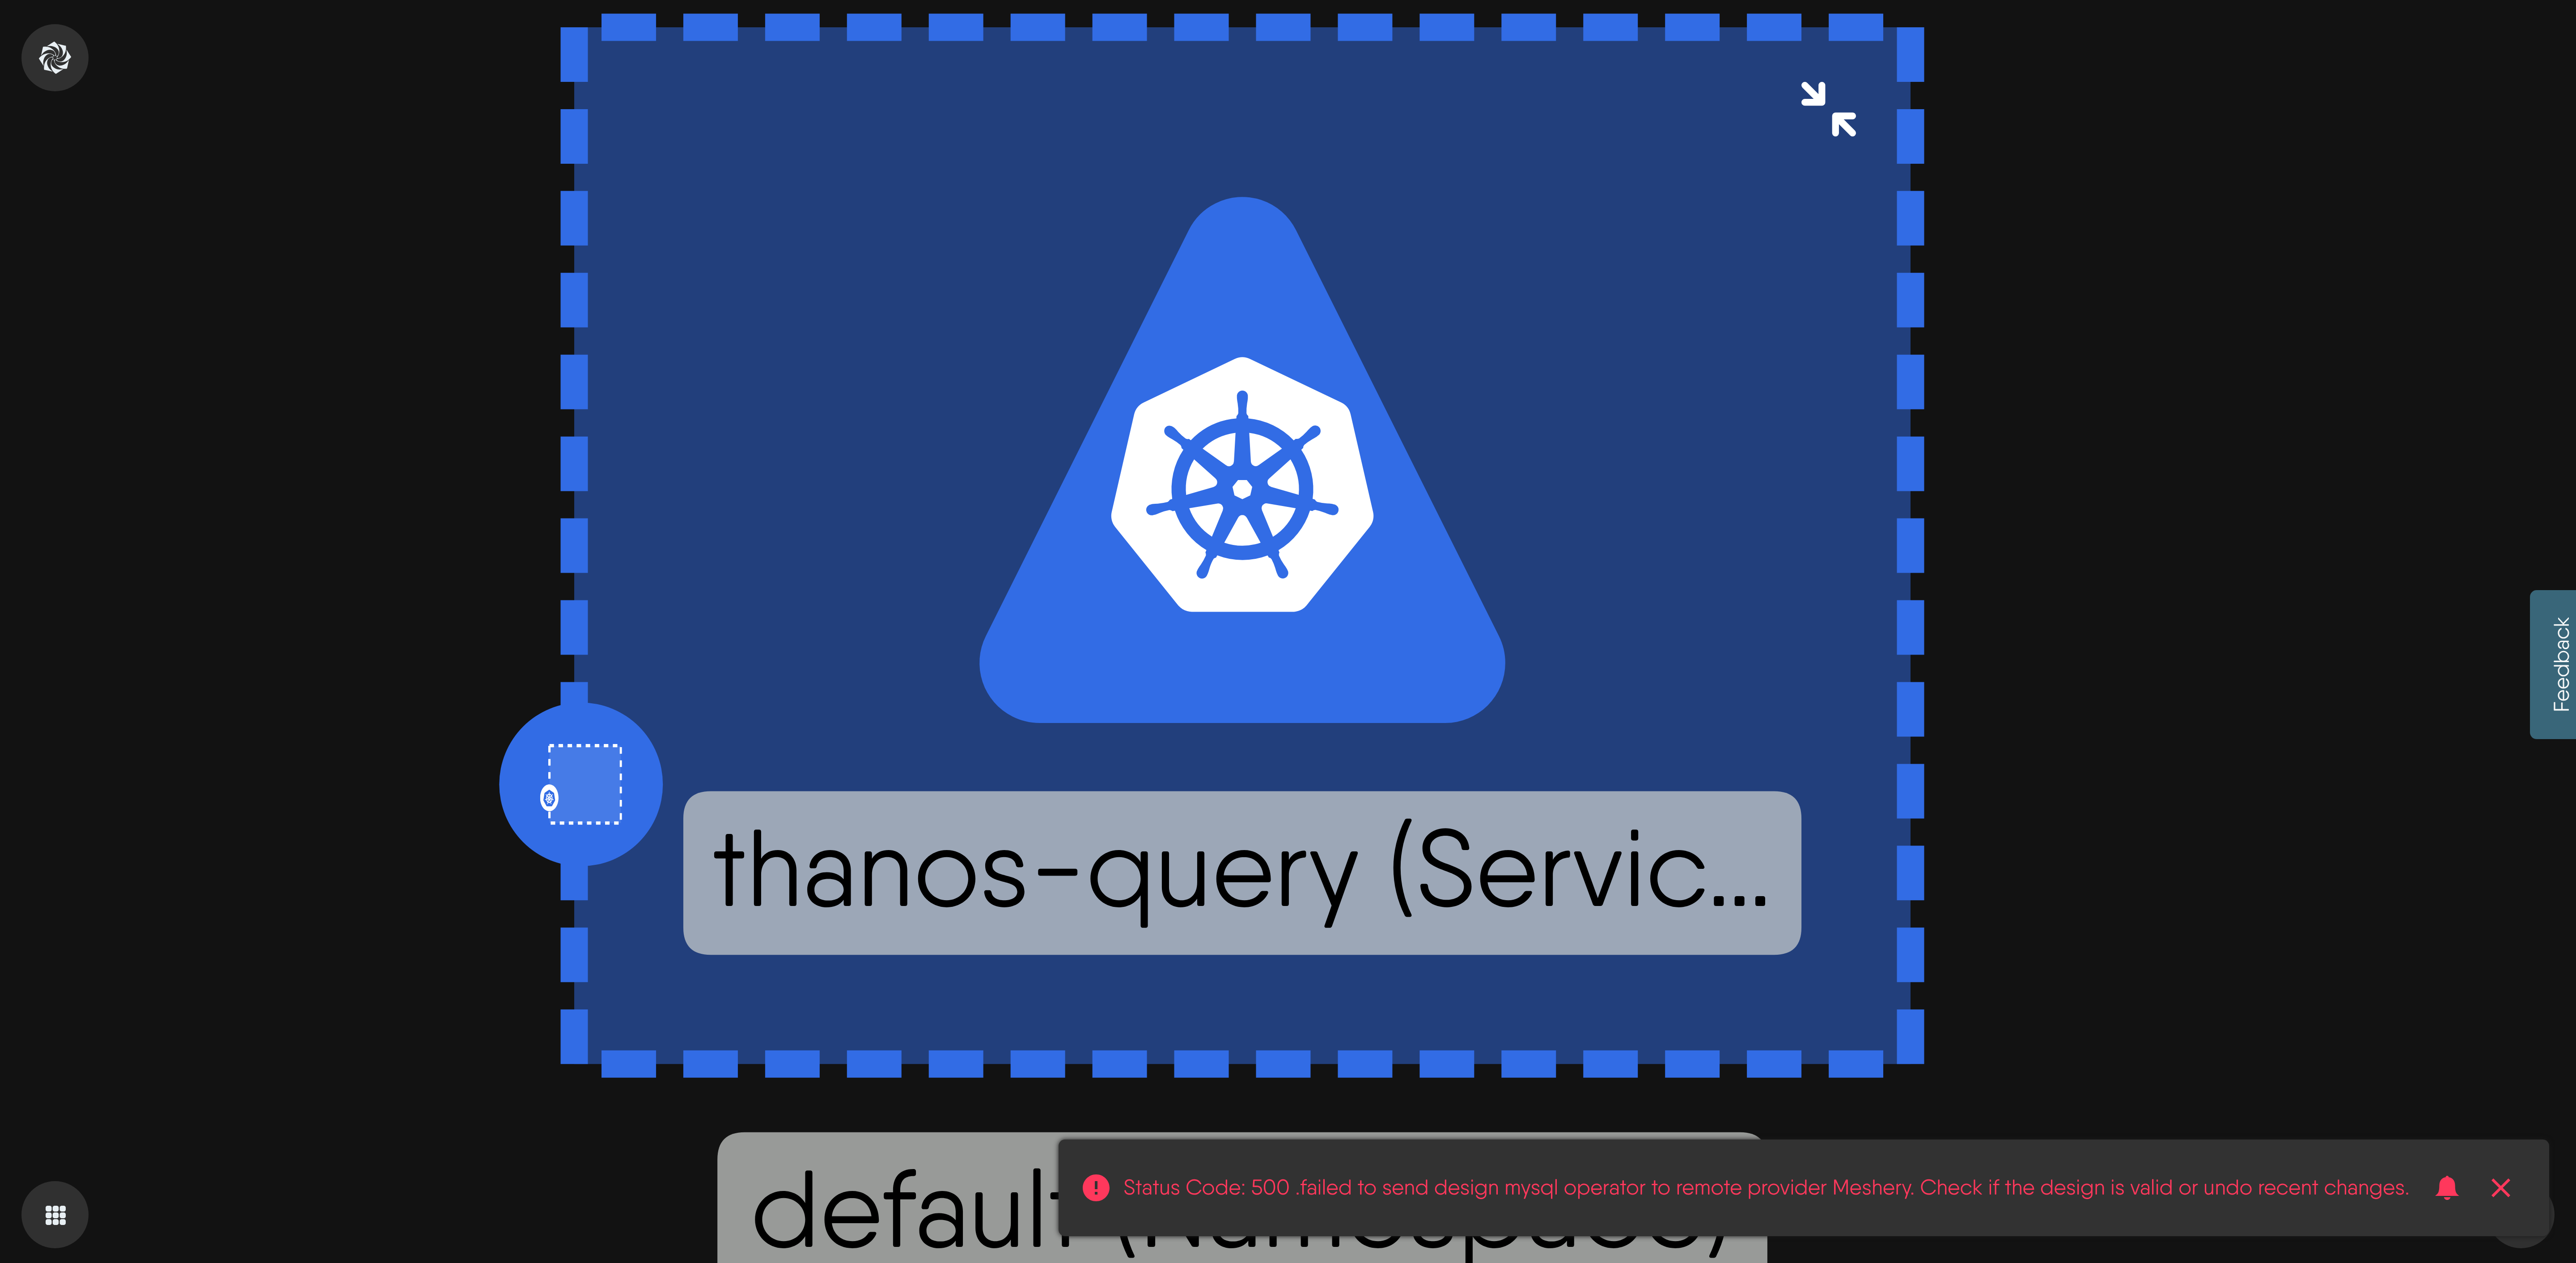 thanos-query (Servic...
Feedback
default (Namespace)
Status Code: 500 .failed to send design mysql operator to remote provider Meshery. Check if the design is valid or undo recent changes.